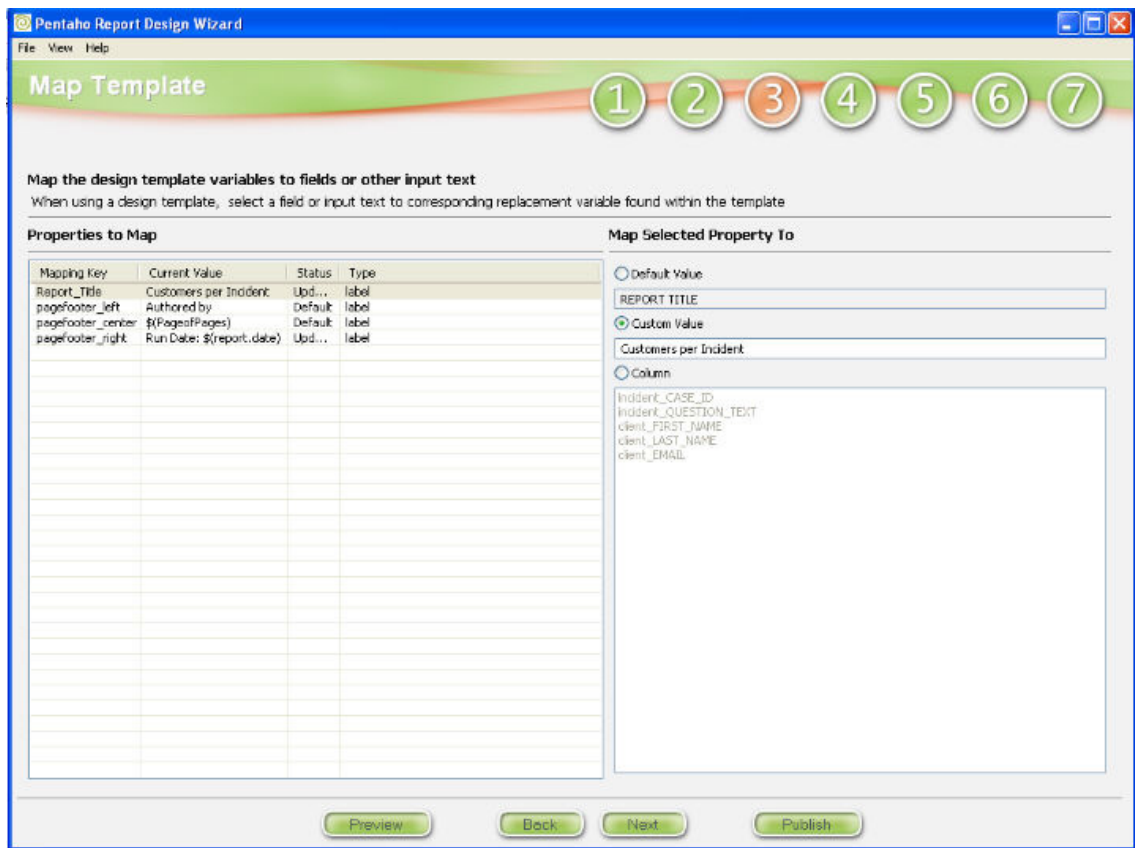 Pentaho Report Design Wizard
File View Help
Map Template
1 2 3 4 5 6 7
Map the design template variables to fields or other input text
When using a design template, select a field or input text to corresponding replacement variable found within the template
Properties to Map
Mapping Key Current Value Status Type
Report_Title Customers per Incident Upd... label
pagefooter_left Authored by Default label
pagefooter_center $(PageofPages) Default label
pagefooter_right Run Date: $(report.date) Upd... label
Map Selected Property To
Default Value
REPORT TITLE
Custom Value
Customers per Incident
Column
incident_CASE_ID
incident_QUESTION_TEXT
client_FIRST_NAME
client_LAST_NAME
client_EMAIL
Preview Back Next Publish